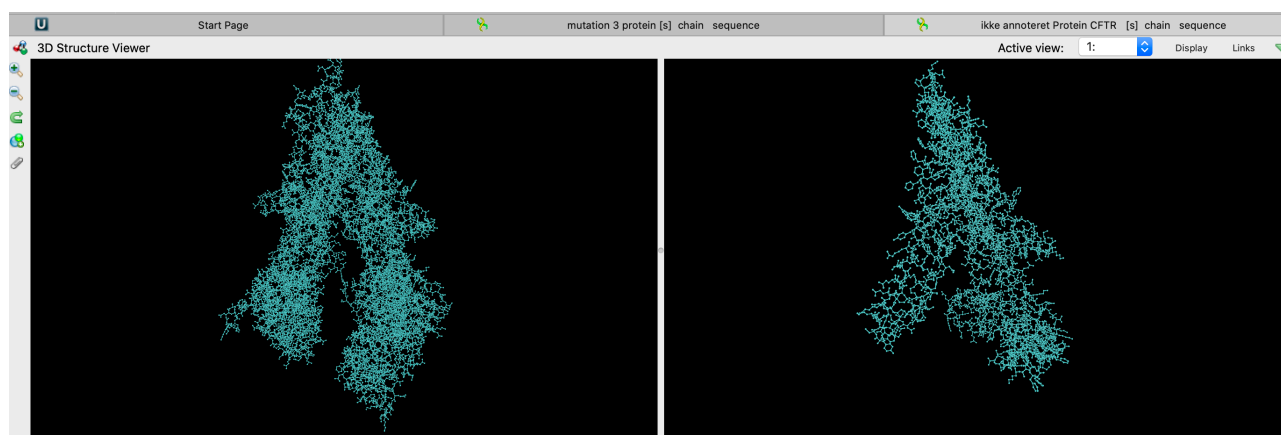 U Start Page mutation 3 protein [s] chain sequence ikke annoteret Protein CFTR [s] chain sequence
3D Structure Viewer Active view: 1: Display Links